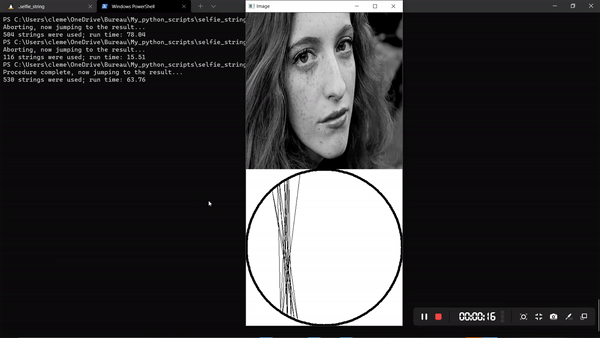 .selfie_string
Windows PowerShell
Image
PS C:\Users\cleme\OneDrive\Bureau\My_python_scripts\selfie_string
Aborting, now jumping to the result...
504 strings were used; run time: 78.04
PS C:\Users\cleme\OneDrive\Bureau\My_python_scripts\selfie_string
Aborting, now jumping to the result...
116 strings were used; run time: 15.51
PS C:\Users\cleme\OneDrive\Bureau\My_python_scripts\selfie_string
Procedure complete, now jumping to the result...
530 strings were used; run time: 63.76
00:00:16